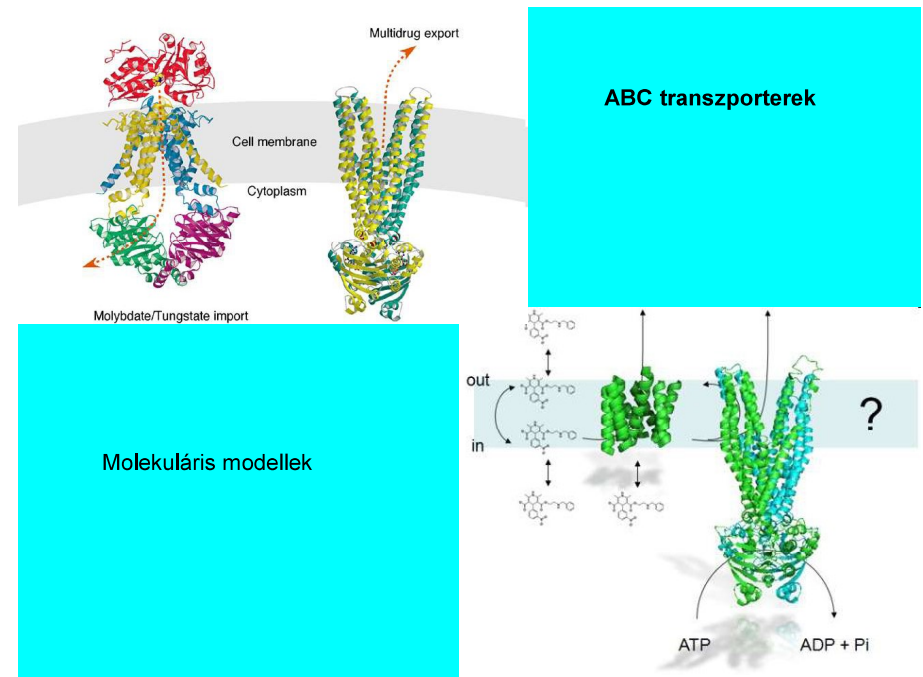 Multidrug export
ABC transzporterek
Cell membrane
Cytoplasm
Molybdate/Tungstate import
Molekuláris modellek
out
in
?
ATP
ADP + Pi